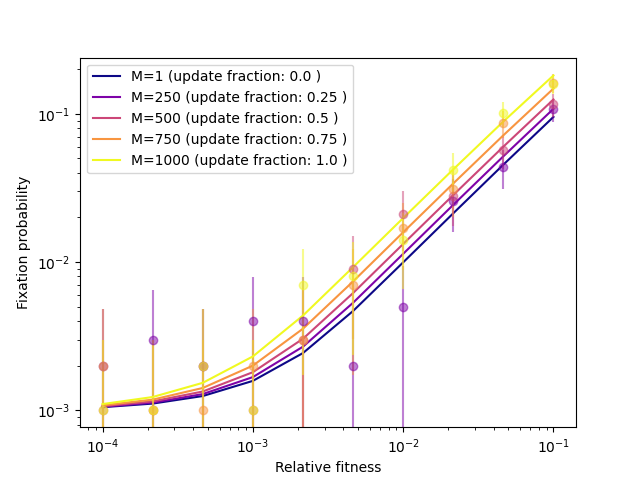 M=1 (update fraction: 0.0 )
M=250 (update fraction: 0.25 )
M=500 (update fraction: 0.5 )
M=750 (update fraction: 0.75 )
M=1000 (update fraction: 1.0 )
Fixation probability
10⁻¹
10⁻²
10⁻³
10⁻⁴ 10⁻³ 10⁻² 10⁻¹
Relative fitness